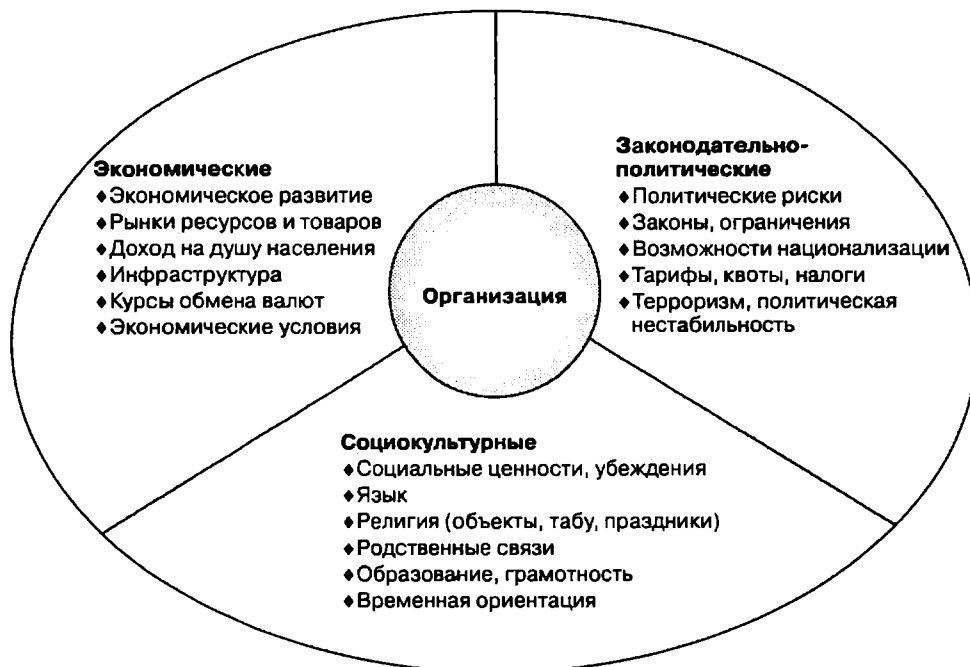 Экономические
♦Экономическое развитие
♦Рынки ресурсов и товаров
♦Доход на душу населения
♦Инфраструктура
♦Курсы обмена валют
♦Экономические условия
Законодательно-
политические
♦Политические риски
♦Законы, ограничения
♦Возможности национализации
♦Тарифы, квоты, налоги
♦Терроризм, политическая
нестабильность
Организация
Социокультурные
♦Социальные ценности, убеждения
♦Язык
♦Религия (объекты, табу, праздники)
♦Родственные связи
♦Образование, грамотность
♦Временная ориентация